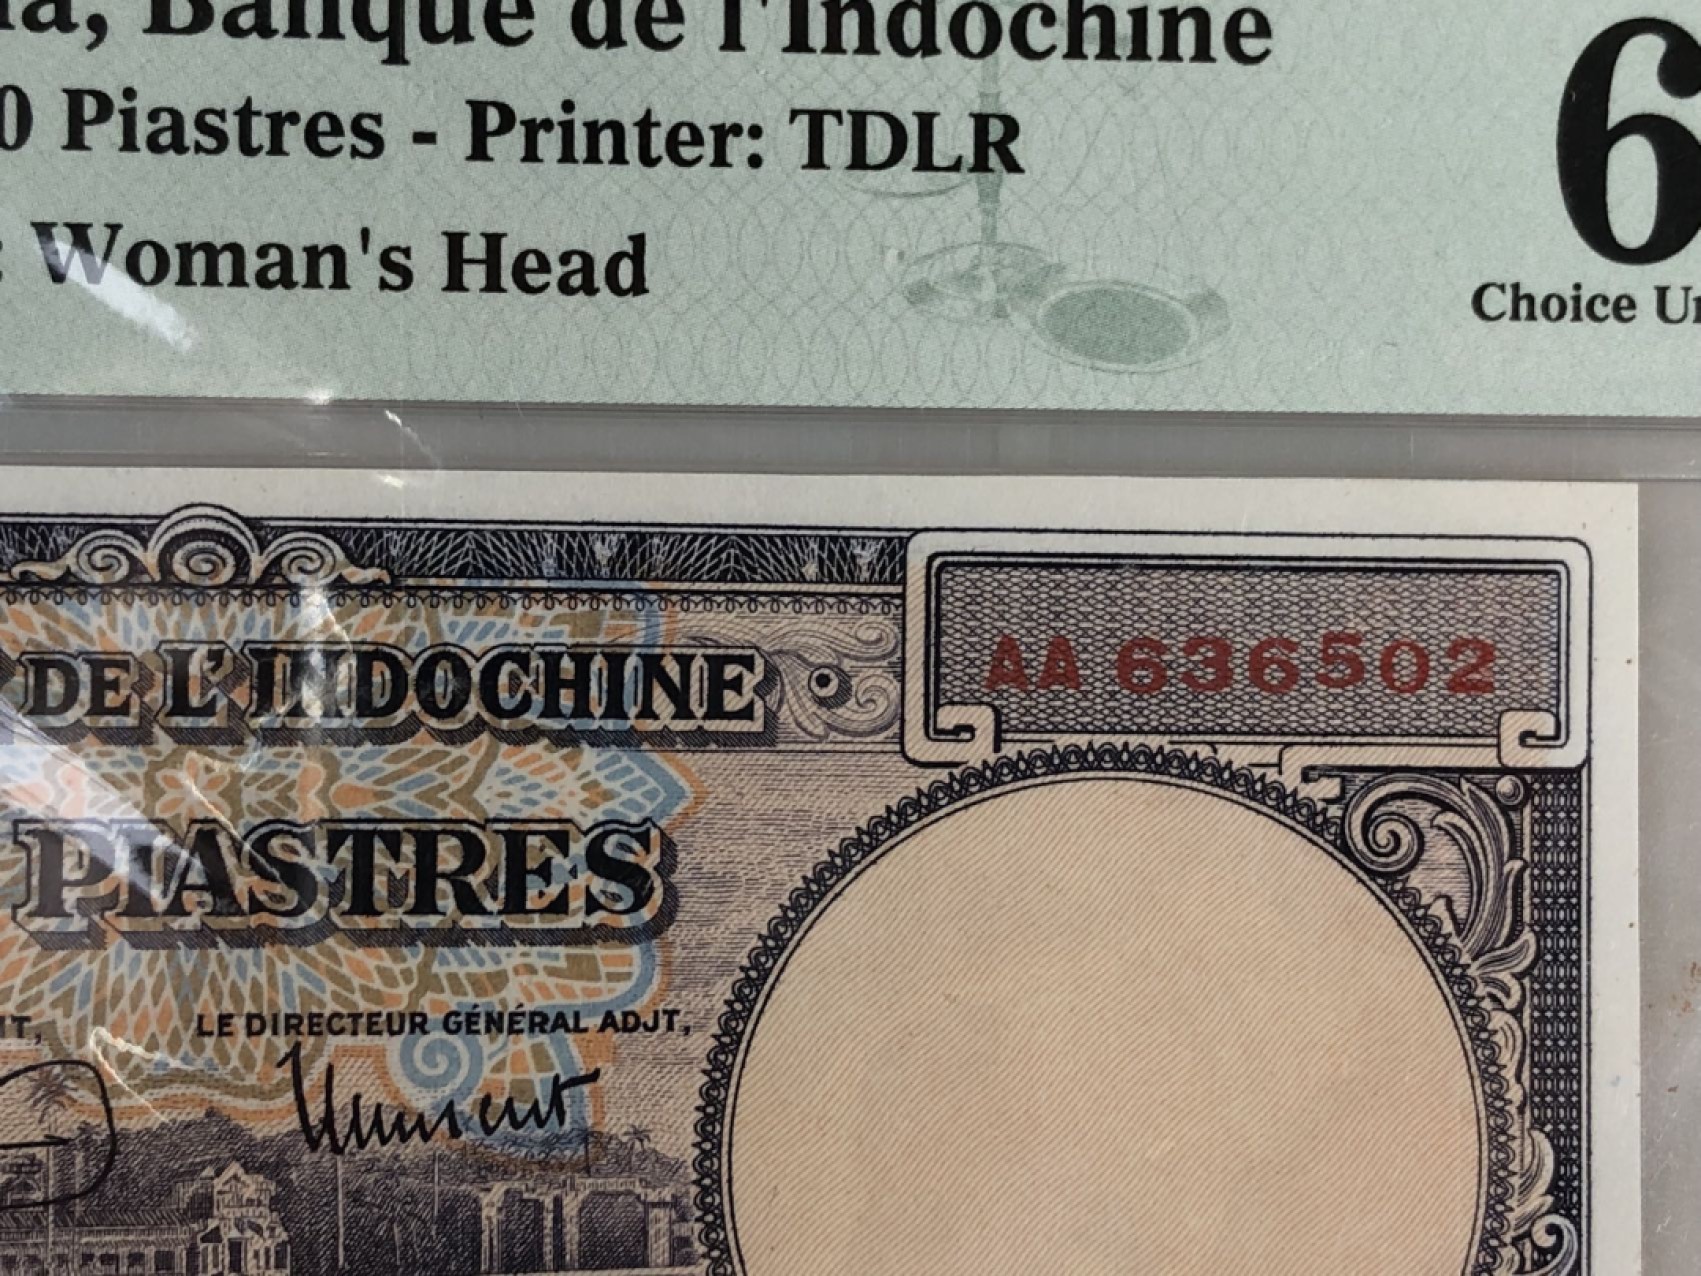 Banque de l'Indochine
0 Piastres - Printer: TDLR
: Woman's Head
6
Choice
AA 636502
DE L'INDOCHINE
PIASTRES
LE DIRECTEUR GÉNÉRAL ADJT,